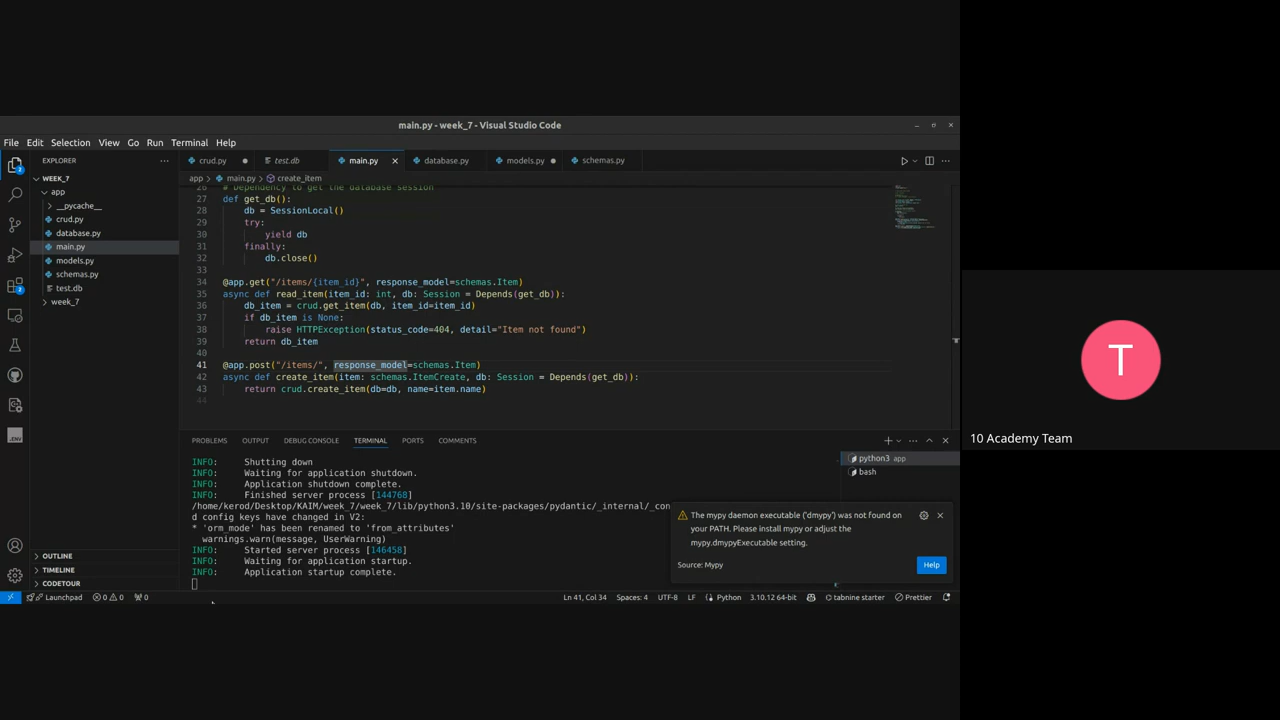 main.py - week_7 - Visual Studio Code
File Edit Selection View Go Run Terminal Help
EXPLORER
WEEK_7
app
__pycache__
crud.py
database.py
main.py
models.py
schemas.py
test.db
week_7
OUTLINE
TIMELINE
CODETOUR
crud.py test.db main.py database.py models.py schemas.py
app > main.py > create_item
26 # Dependency to get the database session
27 def get_db():
28 db = SessionLocal()
29 try:
30 yield db
31 finally:
32 db.close()
33
34 @app.get("/items/{item_id}", response_model=schemas.Item)
35 async def read_item(item_id: int, db: Session = Depends(get_db)):
36 db_item = crud.get_item(db, item_id=item_id)
37 if db_item is None:
38 raise HTTPException(status_code=404, detail="Item not found")
39 return db_item
40
41 @app.post("/items/", response_model=schemas.Item)
42 async def create_item(item: schemas.ItemCreate, db: Session = Depends(get_db)):
43 return crud.create_item(db=db, name=item.name)
44
PROBLEMS OUTPUT DEBUG CONSOLE TERMINAL PORTS COMMENTS
INFO: Shutting down
INFO: Waiting for application shutdown.
INFO: Application shutdown complete.
INFO: Finished server process [144768]
/home/kerod/Desktop/KAIM/week_7/week_7/lib/python3.10/site-packages/pydantic/_internal/_con
d config keys have changed in V2:
* 'orm_mode' has been renamed to 'from_attributes'
warnings.warn(message, UserWarning)
INFO: Started server process [146458]
INFO: Waiting for application startup.
INFO: Application startup complete.
python3 app
bash
The mypy daemon executable ('dmypy') was not found on
your PATH. Please install mypy or adjust the
mypy.dmypyExecutable setting.
Source: Mypy
Help
.ENV
2
2
Launchpad 0 0 0 Ln 41, Col 34 Spaces: 4 UTF-8 LF Python 3.10.12 64-bit tabnine starter Prettier
T
10 Academy Team